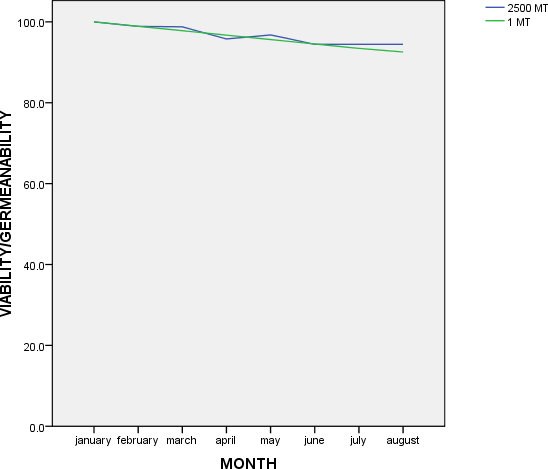 2500 MT
1 MT
100.0
80.0
60.0
40.0
20.0
0.0
VIABILITY/GERMEANABILITY
january february march april may june july august
MONTH